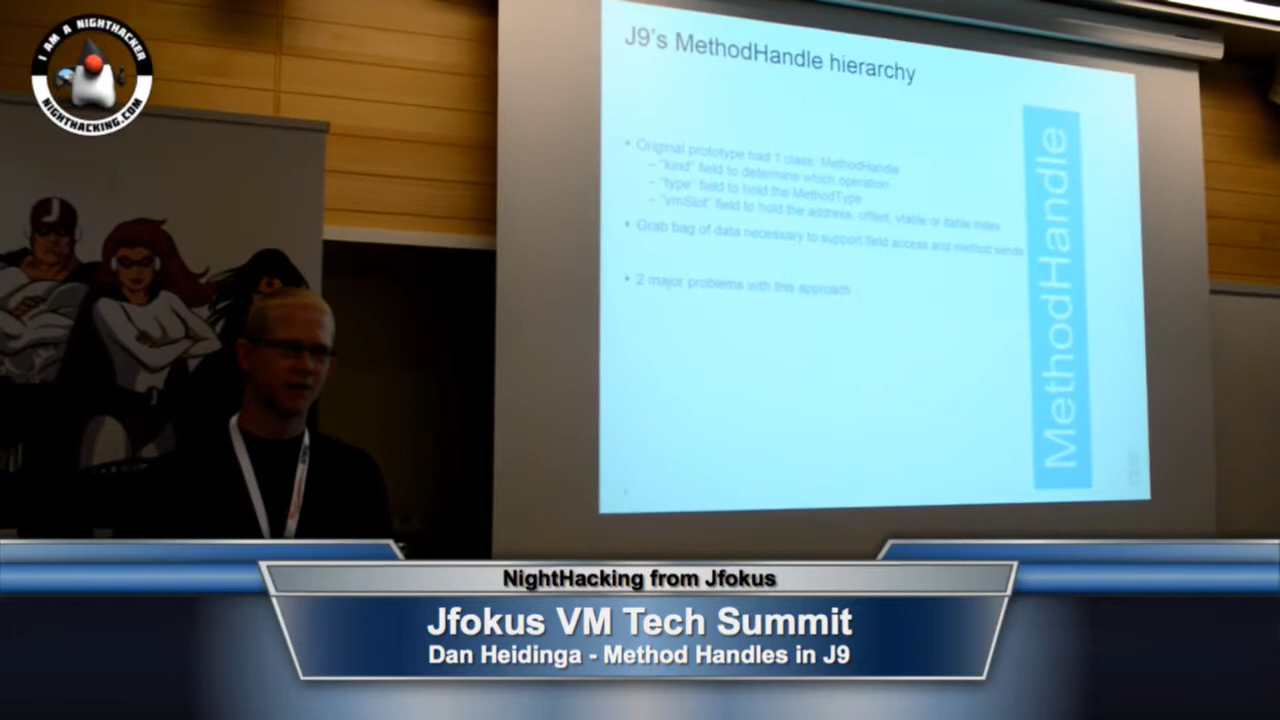 I AM A NIGHTHACKER
NIGHTHACKING.COM
J9's MethodHandle hierarchy
• Original prototype had 1 class: MethodHandle
– "kind" field to determine which operation
– "type" field to hold the MethodType
– "vmSlot" field to hold the address, offset, vtable or itable index
• Grab bag of data necessary to support field access and method sends
• 2 major problems with this approach
MethodHandle
IBM
J
NightHacking from Jfokus
Jfokus VM Tech Summit
Dan Heidinga - Method Handles in J9